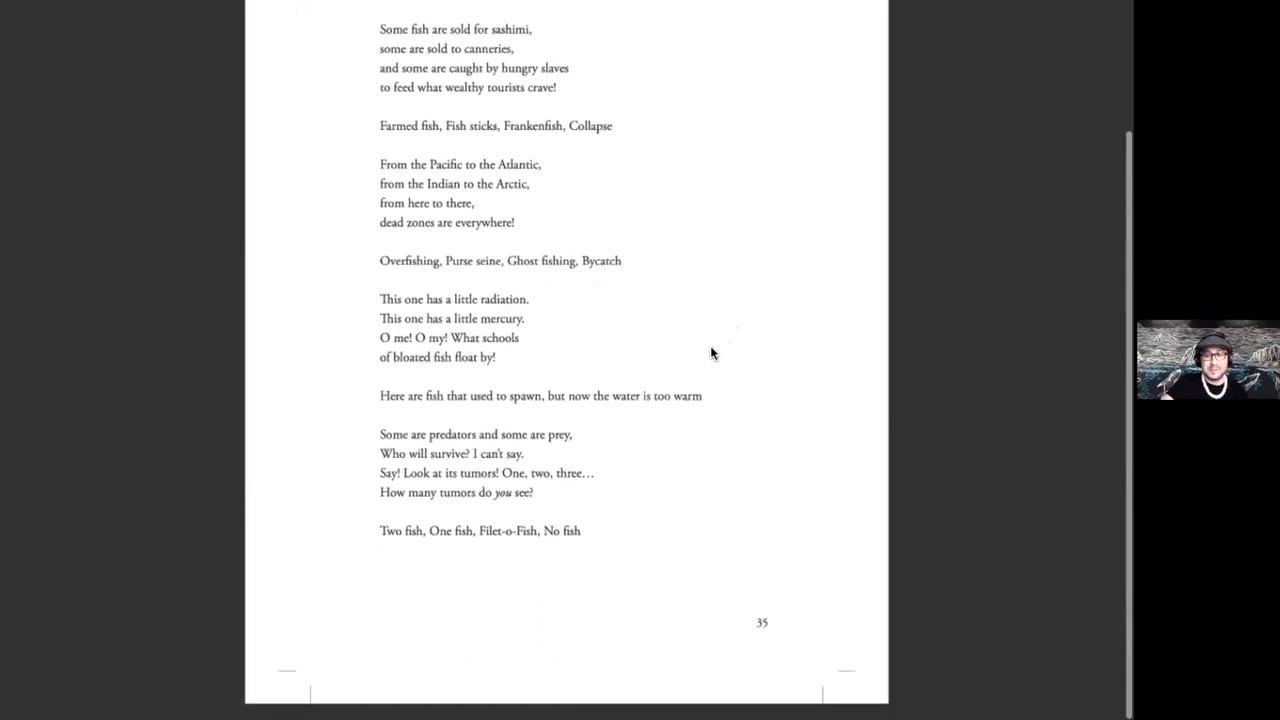 Some fish are sold for sashimi,
some are sold to canneries,
and some are caught by hungry slaves
to feed what wealthy tourists crave!
Farmed fish, Fish sticks, Frankenfish, Collapse
From the Pacific to the Atlantic,
from the Indian to the Arctic,
from here to there,
dead zones are everywhere!
Overfishing, Purse seine, Ghost fishing, Bycatch
This one has a little radiation.
This one has a little mercury.
O me! O my! What schools
of bloated fish float by!
Here are fish that used to spawn, but now the water is too warm
Some are predators and some are prey,
Who will survive? I can't say.
Say! Look at its tumors! One, two, three…
How many tumors do you see?
Two fish, One fish, Filet-o-Fish, No fish
35